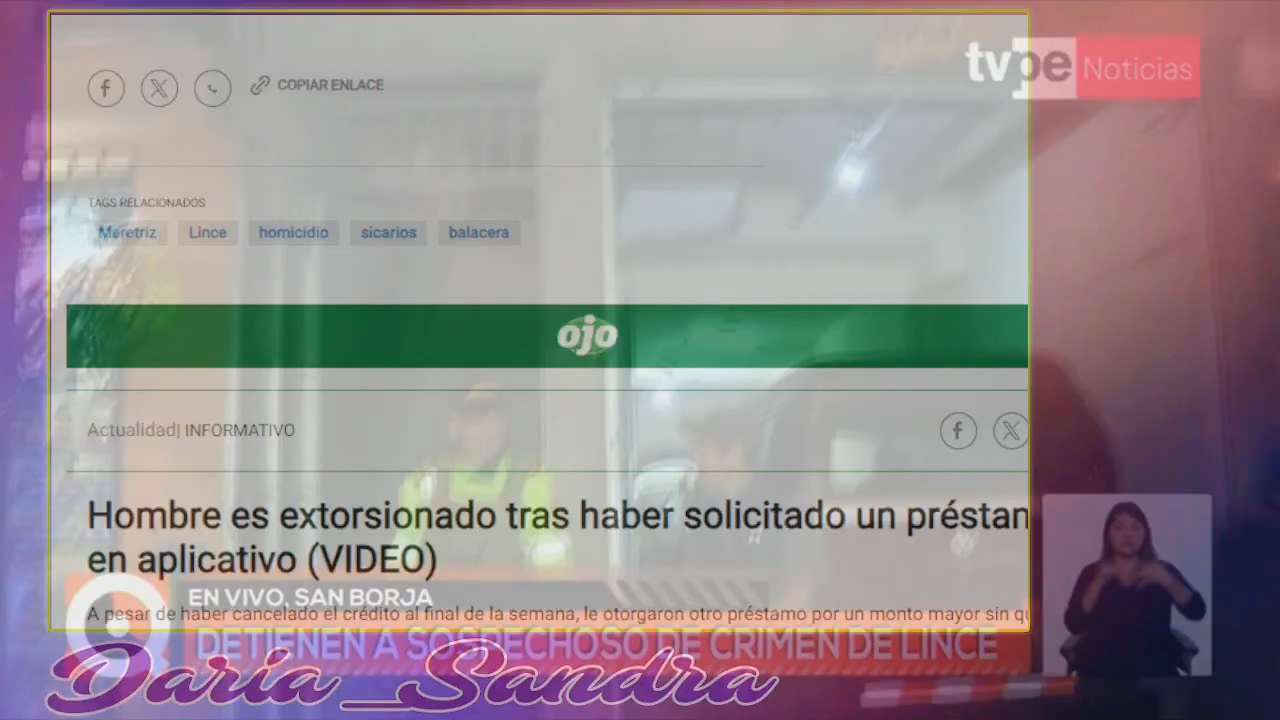 tvpe Noticias
COPIAR ENLACE
TAGS RELACIONADOS
Meretriz Lince homicidio sicarios balacera
ojo
Actualidad| INFORMATIVO
Hombre es extorsionado tras haber solicitado un préstan
en aplicativo (VIDEO)
EN VIVO, SAN BORJA
A pesar de haber cancelado el crédito al final de la semana, le otorgaron otro préstamo por un monto mayor sin qu
DETIENEN A SOSPECHOSO DE CRIMEN DE LINCE
Daria_Sandra